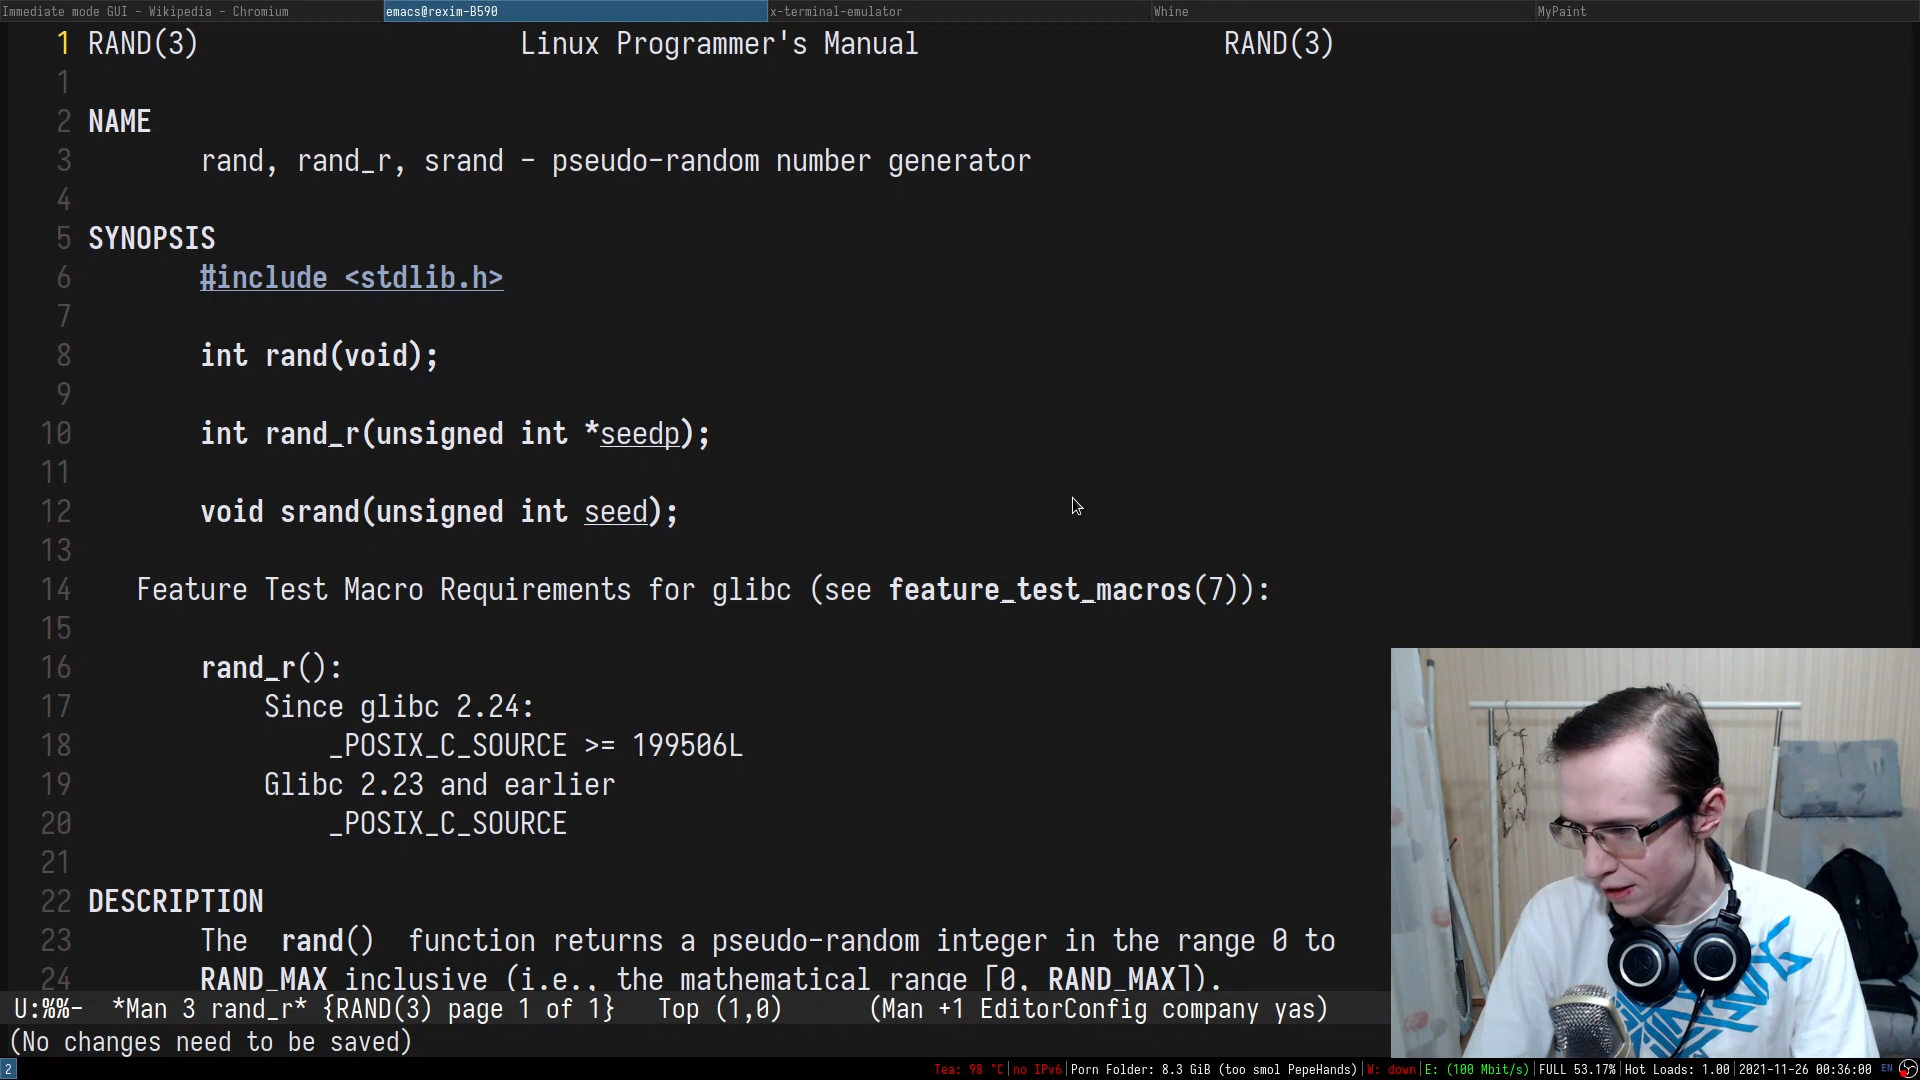 Immediate mode GUI - Wikipedia - Chromium emacs@rexim-B590 x-terminal-emulator Whine MyPaint
1 RAND(3) Linux Programmer's Manual RAND(3)
1
2 NAME
3 rand, rand_r, srand - pseudo-random number generator
4
5 SYNOPSIS
6 #include <stdlib.h>
7
8 int rand(void);
9
10 int rand_r(unsigned int *seedp);
11
12 void srand(unsigned int seed);
13
14 Feature Test Macro Requirements for glibc (see feature_test_macros(7)):
15
16 rand_r():
17 Since glibc 2.24:
18 _POSIX_C_SOURCE >= 199506L
19 Glibc 2.23 and earlier
20 _POSIX_C_SOURCE
21
22 DESCRIPTION
23 The rand() function returns a pseudo-random integer in the range 0 to
24 RAND_MAX inclusive (i.e., the mathematical range [0, RAND_MAX]).
U:%%- *Man 3 rand_r* {RAND(3) page 1 of 1} Top (1,0) (Man +1 EditorConfig company yas)
(No changes need to be saved)
2 Tea: 98 °C|no IPv6|Porn Folder: 8.3 GiB (too smol PepeHands)|W: down|E: (100 Mbit/s)|FULL 53.17%|Hot Loads: 1.00|2021-11-26 00:36:00 EN